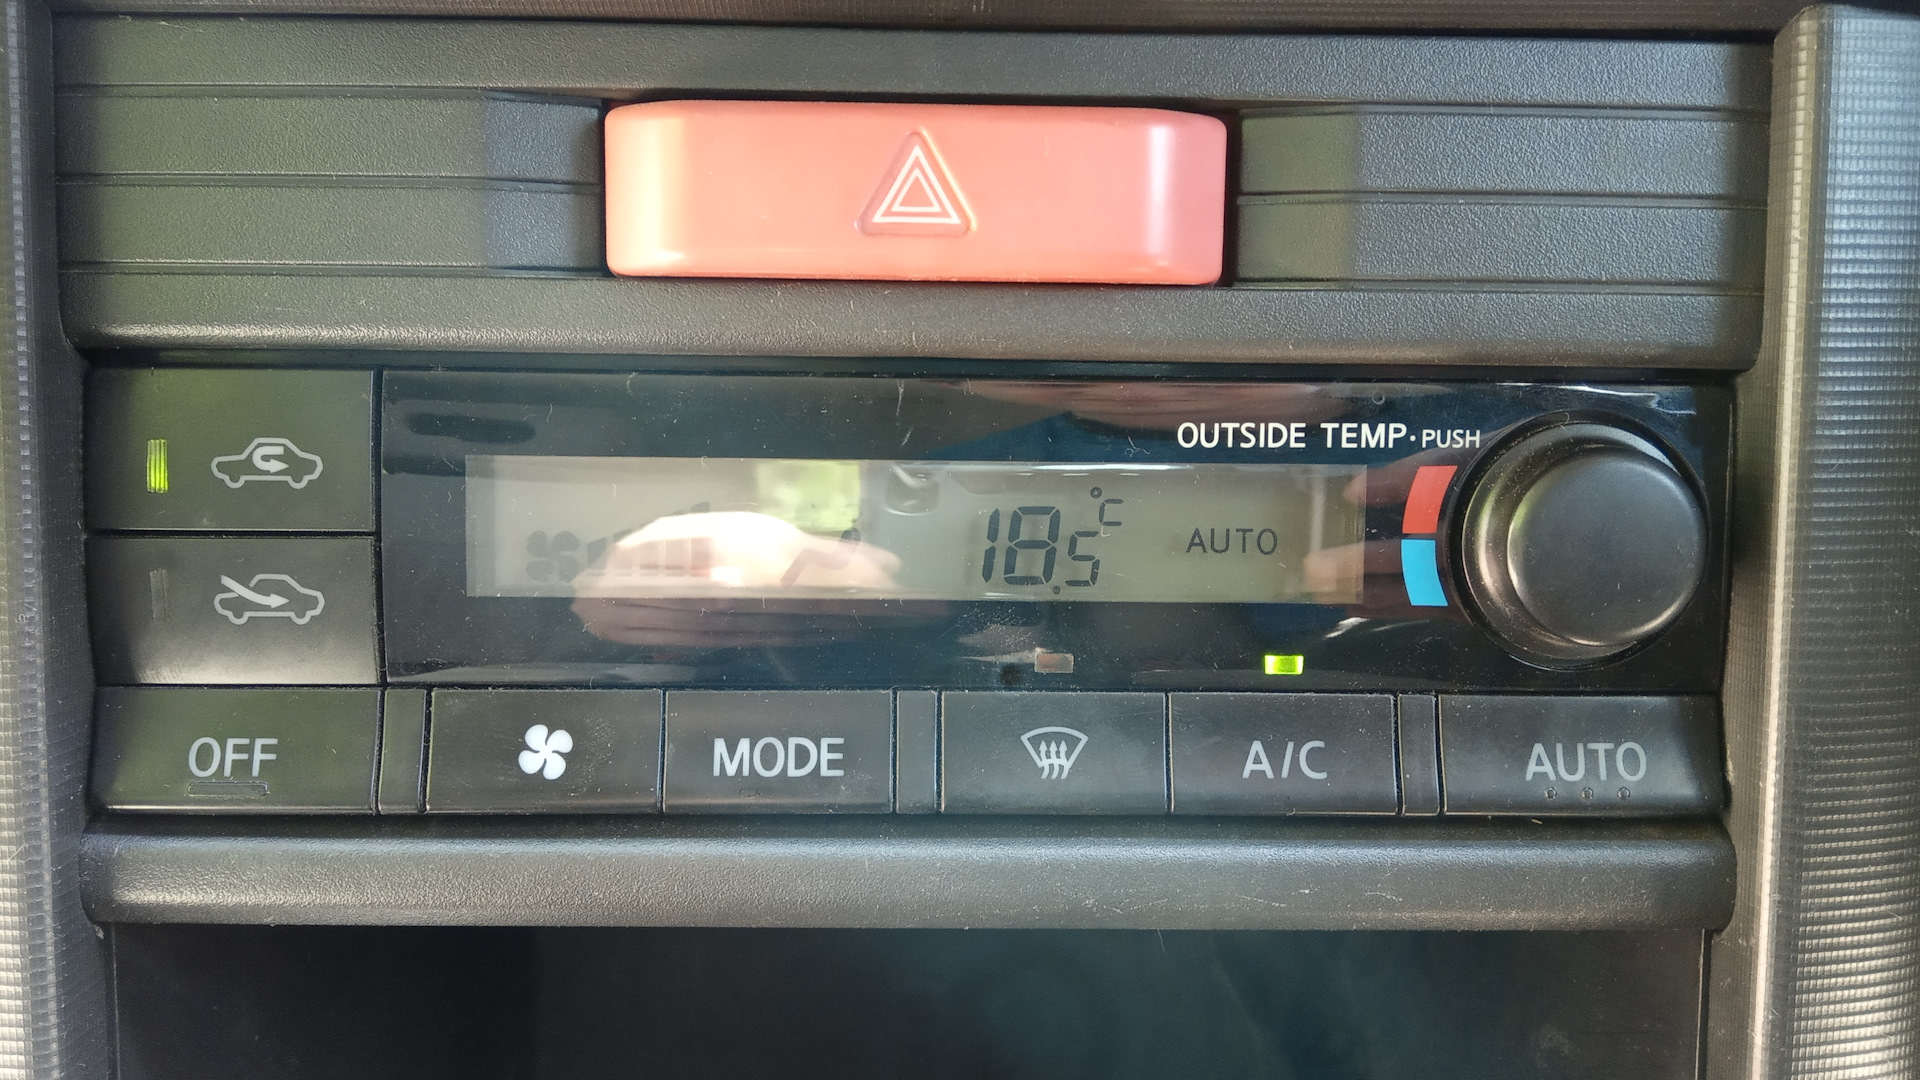 OUTSIDE TEMP·PUSH
18.5°C AUTO
OFF MODE A/C AUTO